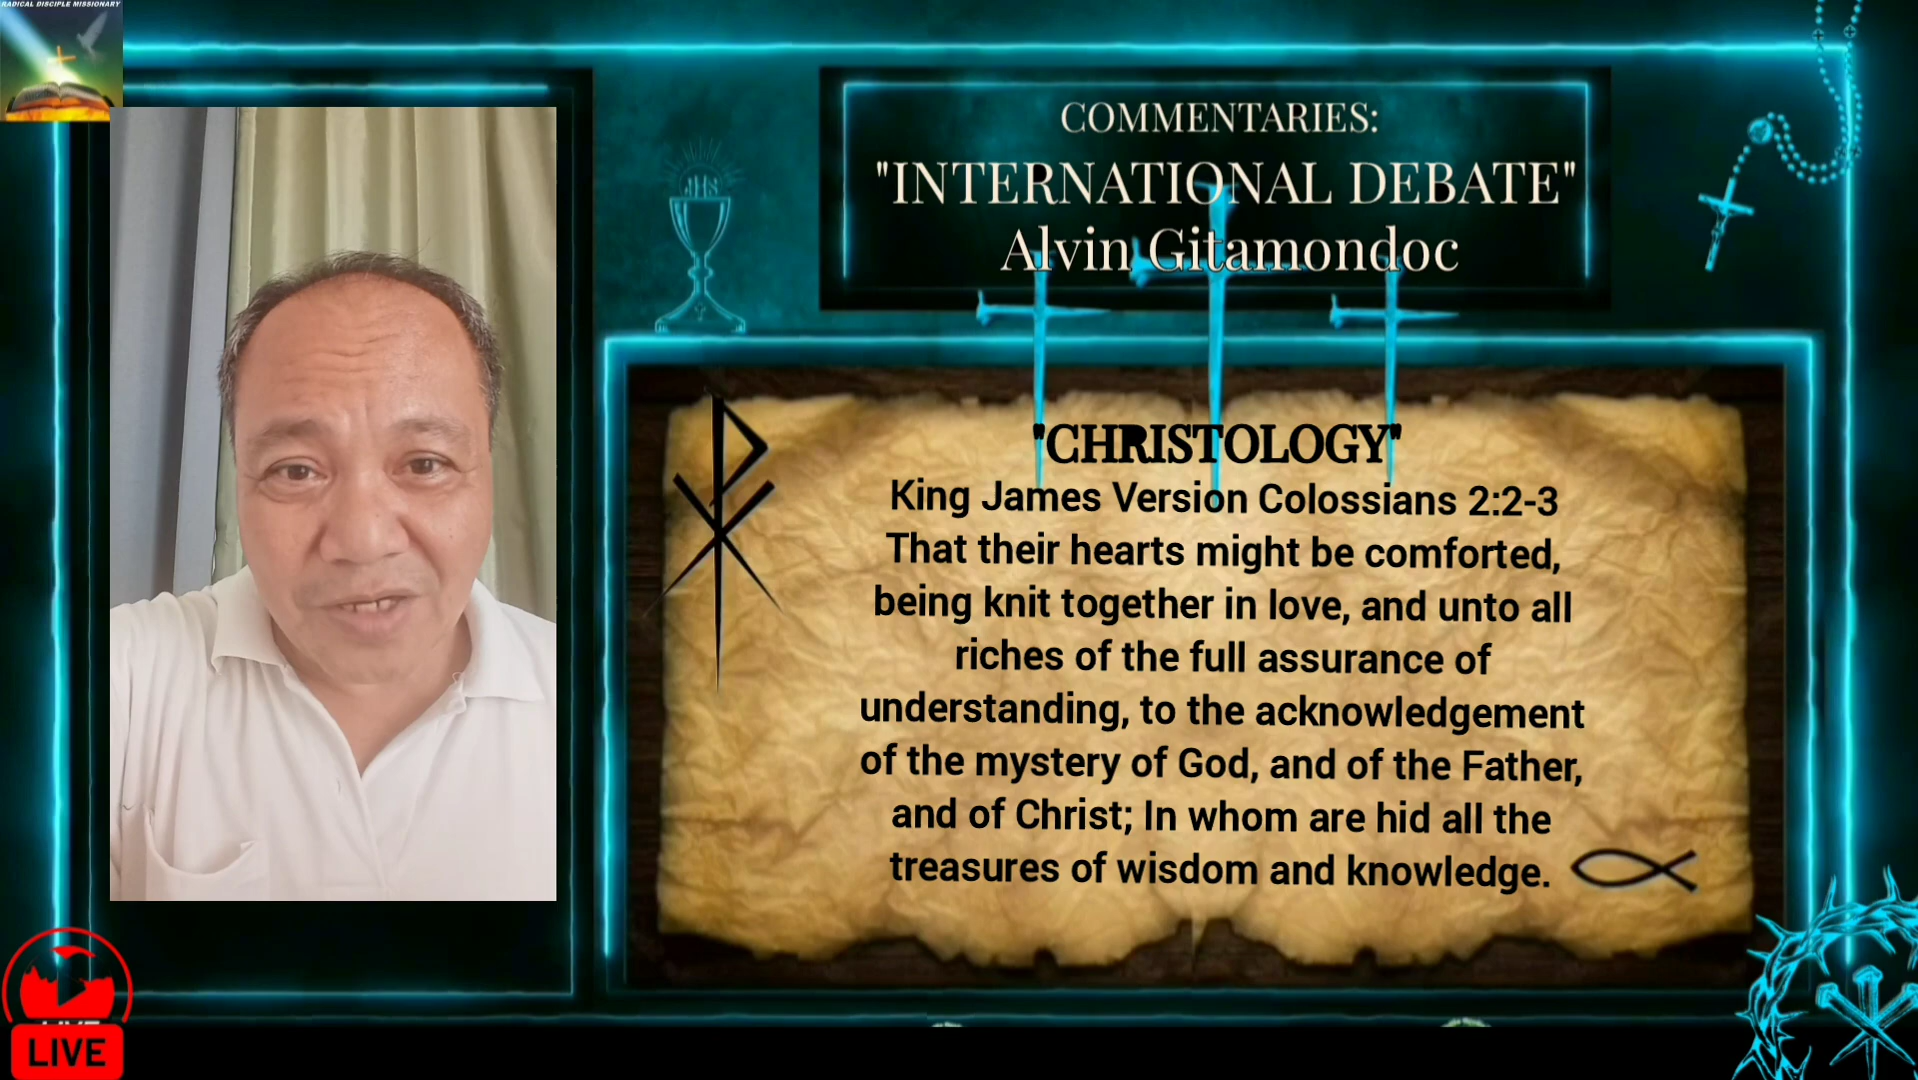 RADICAL DISCIPLE MISSIONARY
COMMENTARIES:
"INTERNATIONAL DEBATE"
Alvin Gitamondoc
JHS
"CHRISTOLOGY"
King James Version Colossians 2:2-3
That their hearts might be comforted,
being knit together in love, and unto all
riches of the full assurance of
understanding, to the acknowledgement
of the mystery of God, and of the Father,
and of Christ; In whom are hid all the
treasures of wisdom and knowledge.
LIVE
LIVE